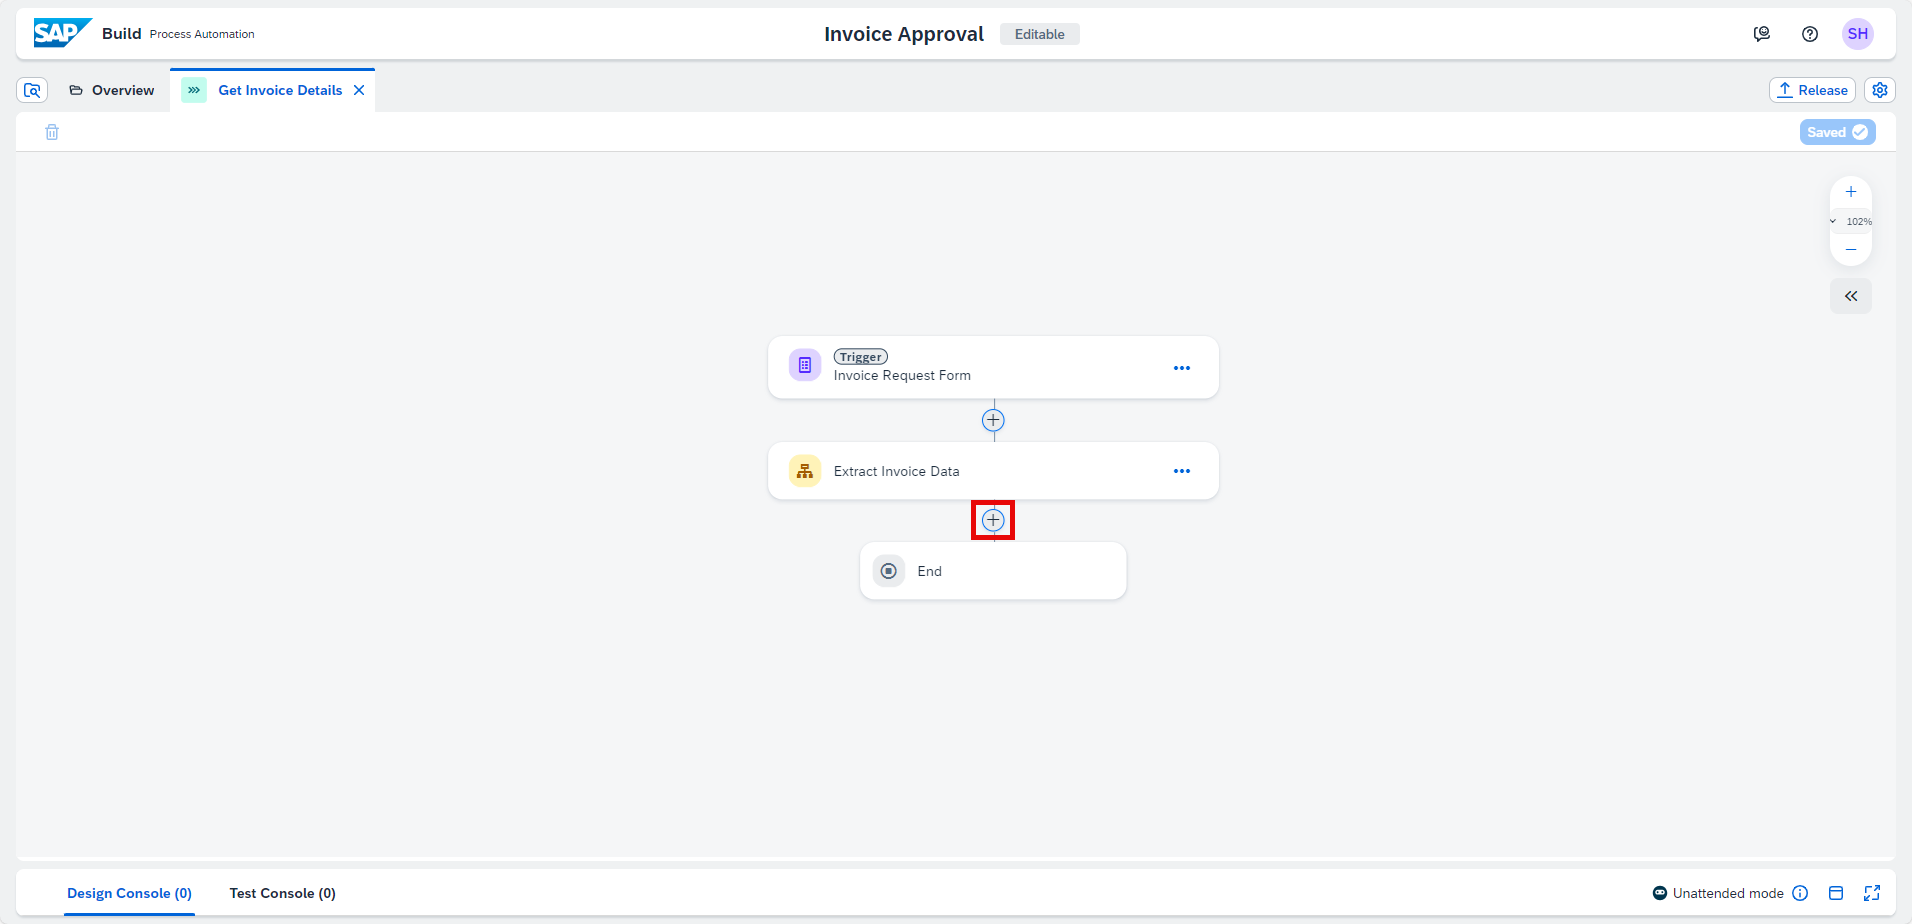 SAP Build Process Automation
Invoice Approval Editable
SH
Overview
Get Invoice Details
Release
Saved
102%
Trigger
Invoice Request Form
Extract Invoice Data
End
Design Console (0) Test Console (0)
Unattended mode